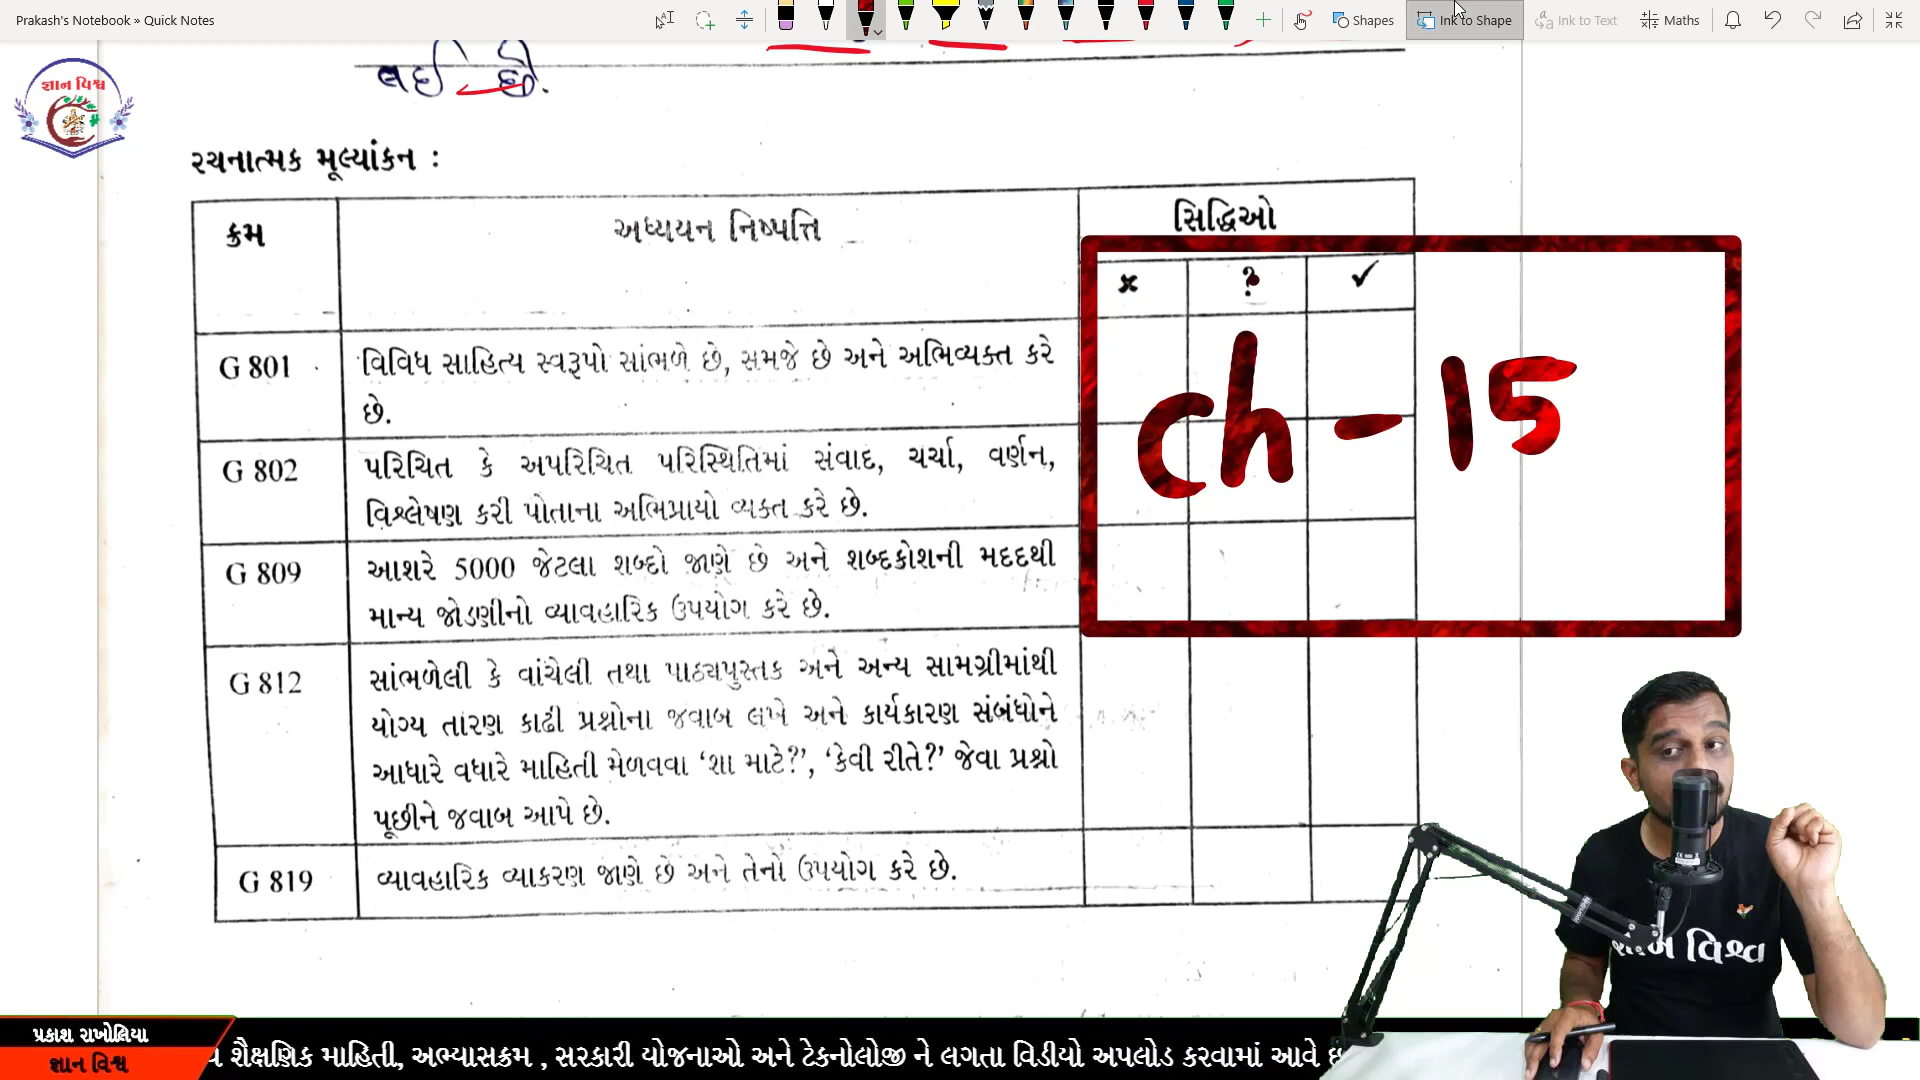 Prakash's Notebook » Quick Notes
Shapes
Ink to Shape
Ink to Text
Maths
જ્ઞાન વિશ્વ
લઈ છે.
રચનાત્મક મૂલ્યાંકન :
ક્રમ
અધ્યયન નિષ્પત્તિ
સિદ્ધિઓ
× ? ✓
G 801 વિવિધ સાહિત્ય સ્વરૂપો સાંભળે છે, સમજે છે અને અભિવ્યક્ત કરે
છે.
ch - 15
G 802 પરિચિત કે અપરિચિત પરિસ્થિતિમાં સંવાદ, ચર્ચા, વર્ણન,
વિશ્લેષણ કરી પોતાના અભિપ્રાયો વ્યક્ત કરે છે.
G 809 આશરે 5000 જેટલા શબ્દો જાણે છે અને શબ્દકોશની મદદથી
માન્ય જોડણીનો વ્યાવહારિક ઉપયોગ કરે છે.
G 812 સાંભળેલી કે વાંચેલી તથા પાઠ્યપુસ્તક અને અન્ય સામગ્રીમાંથી
યોગ્ય તારણ કાઢી પ્રશ્નોના જવાબ લખે અને કાર્યકારણ સંબંધોને
આધારે વધારે માહિતી મેળવવા ‘શા માટે?’, ‘કેવી રીતે?’ જેવા પ્રશ્નો
પૂછીને જવાબ આપે છે.
G 819 વ્યાવહારિક વ્યાકરણ જાણે છે અને તેનો ઉપયોગ કરે છે.
વિશ્વ
પ્રકાશ રાખોલિયા
જ્ઞાન વિશ્વ
શૈક્ષણિક માહિતી, અભ્યાસક્રમ , સરકારી યોજનાઓ અને ટેકનોલોજી ને લગતા વિડીયો અપલોડ કરવામાં આવે